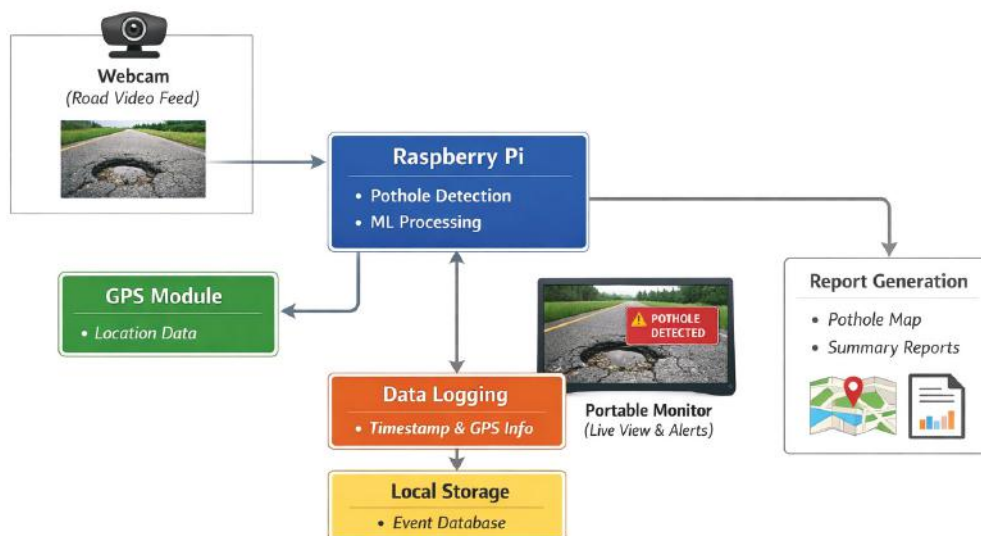 Webcam
(Road Video Feed)
Raspberry Pi
• Pothole Detection
• ML Processing
GPS Module
• Location Data
POTHOLE
DETECTED
Portable Monitor
(Live View & Alerts)
Data Logging
• Timestamp & GPS Info
Local Storage
• Event Database
Report Generation
• Pothole Map
• Summary Reports